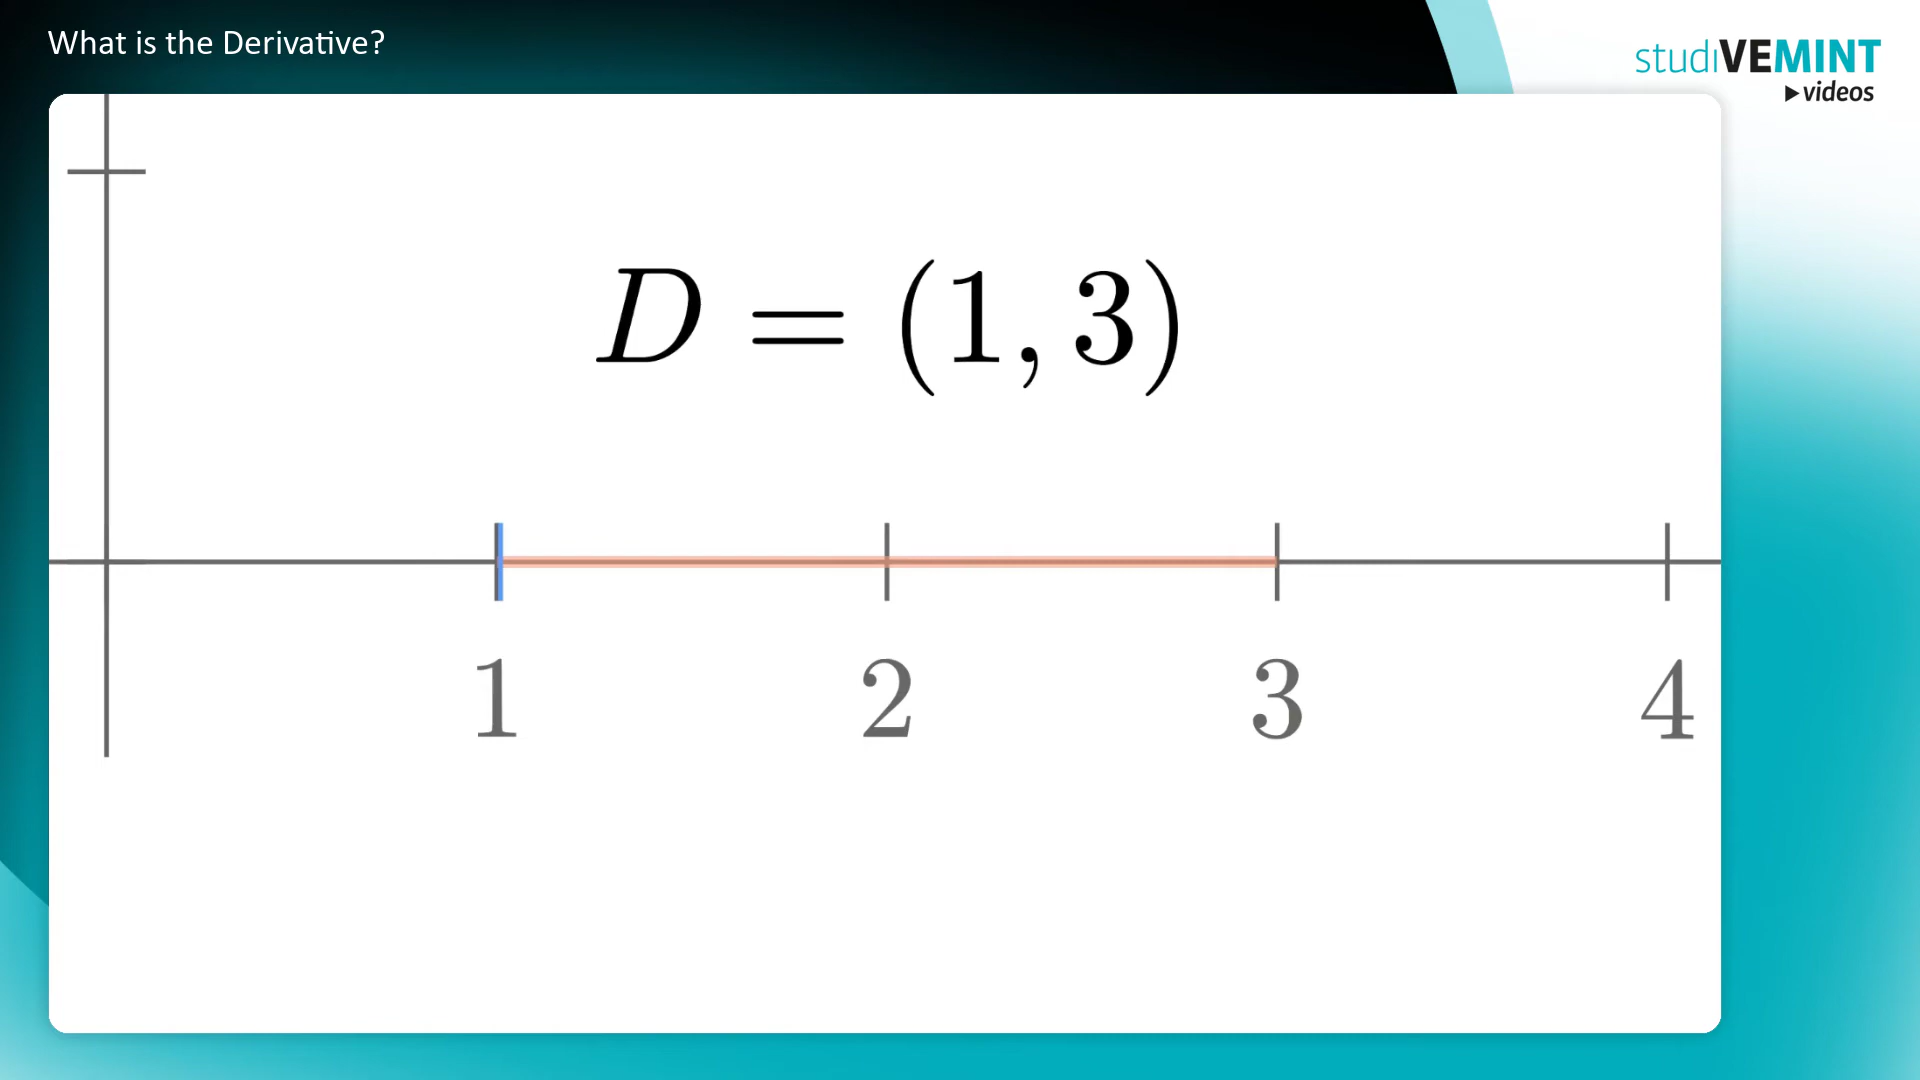 What is the Derivative?
studiVEMINT
videos
D = (1, 3)
1 2 3 4